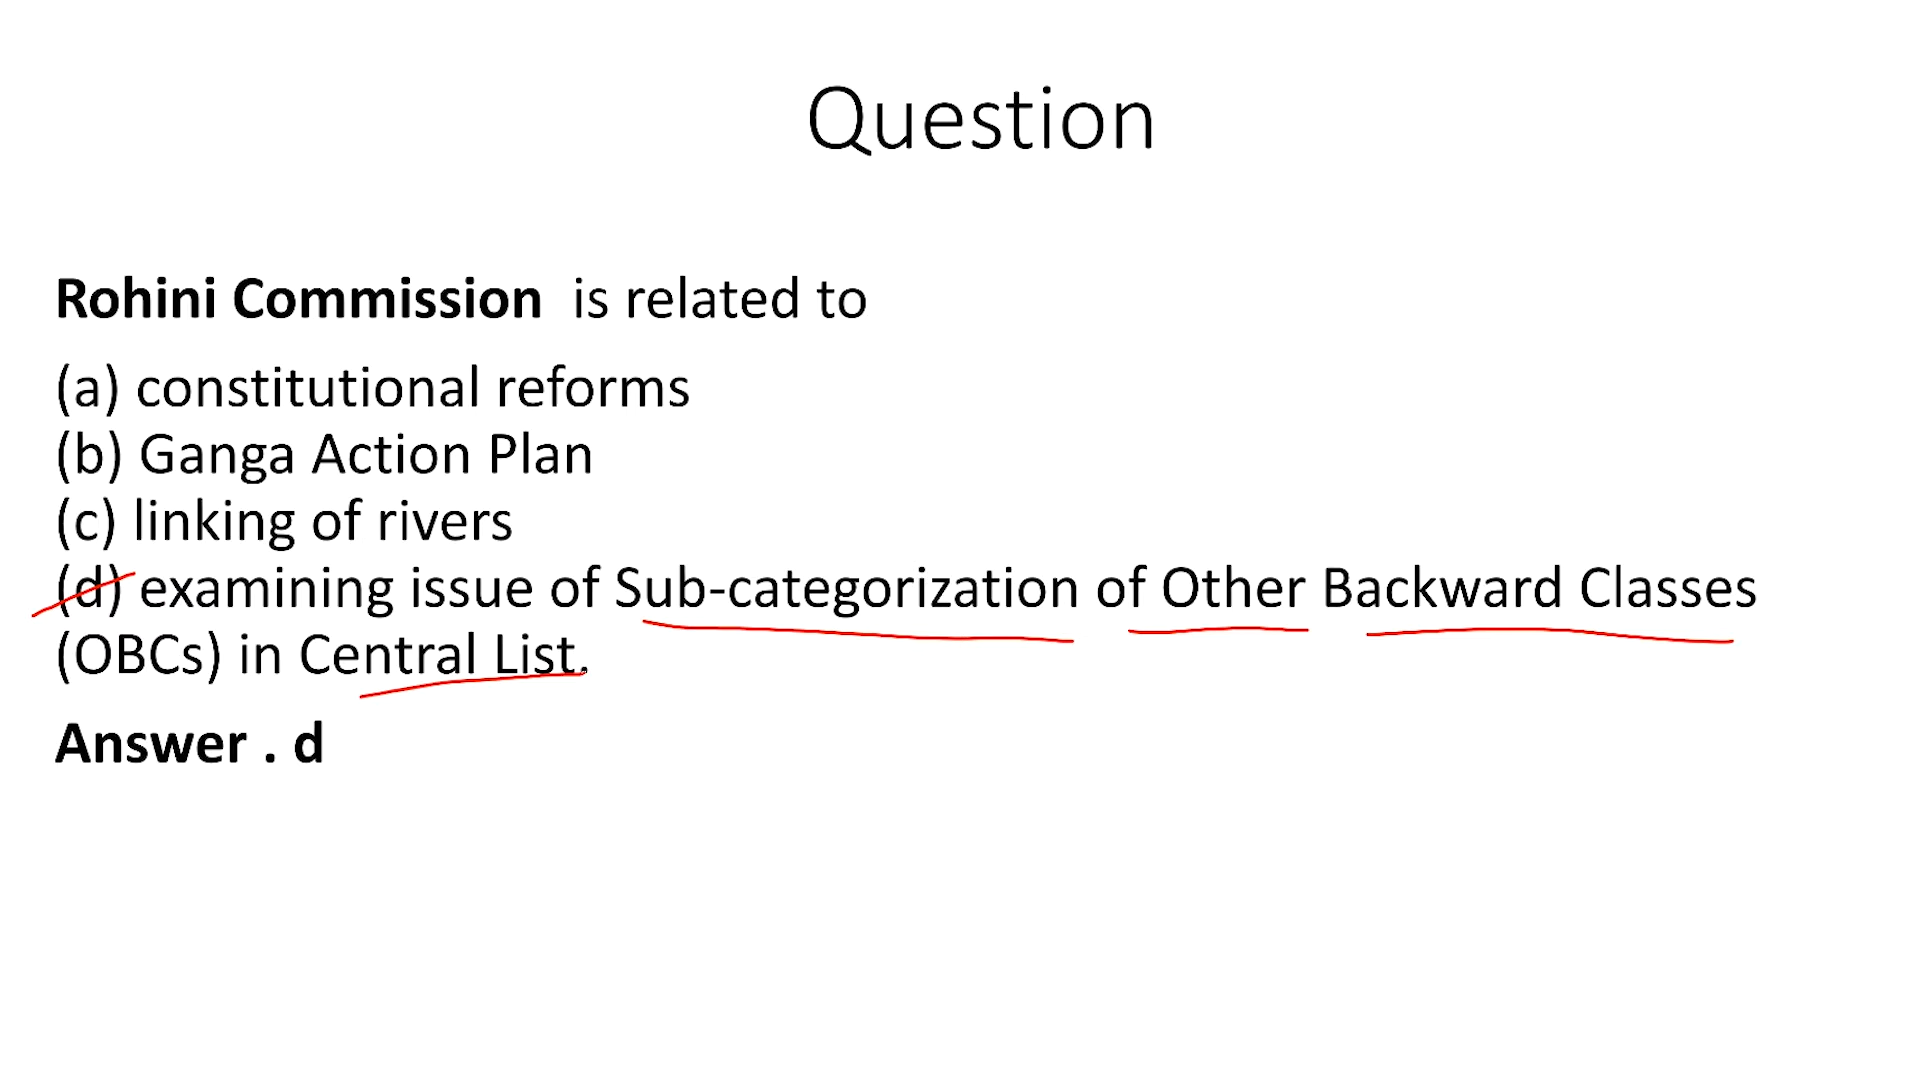 Question
Rohini Commission is related to
(a) constitutional reforms
(b) Ganga Action Plan
(c) linking of rivers
(d) examining issue of Sub-categorization of Other Backward Classes
(OBCs) in Central List.
Answer . d